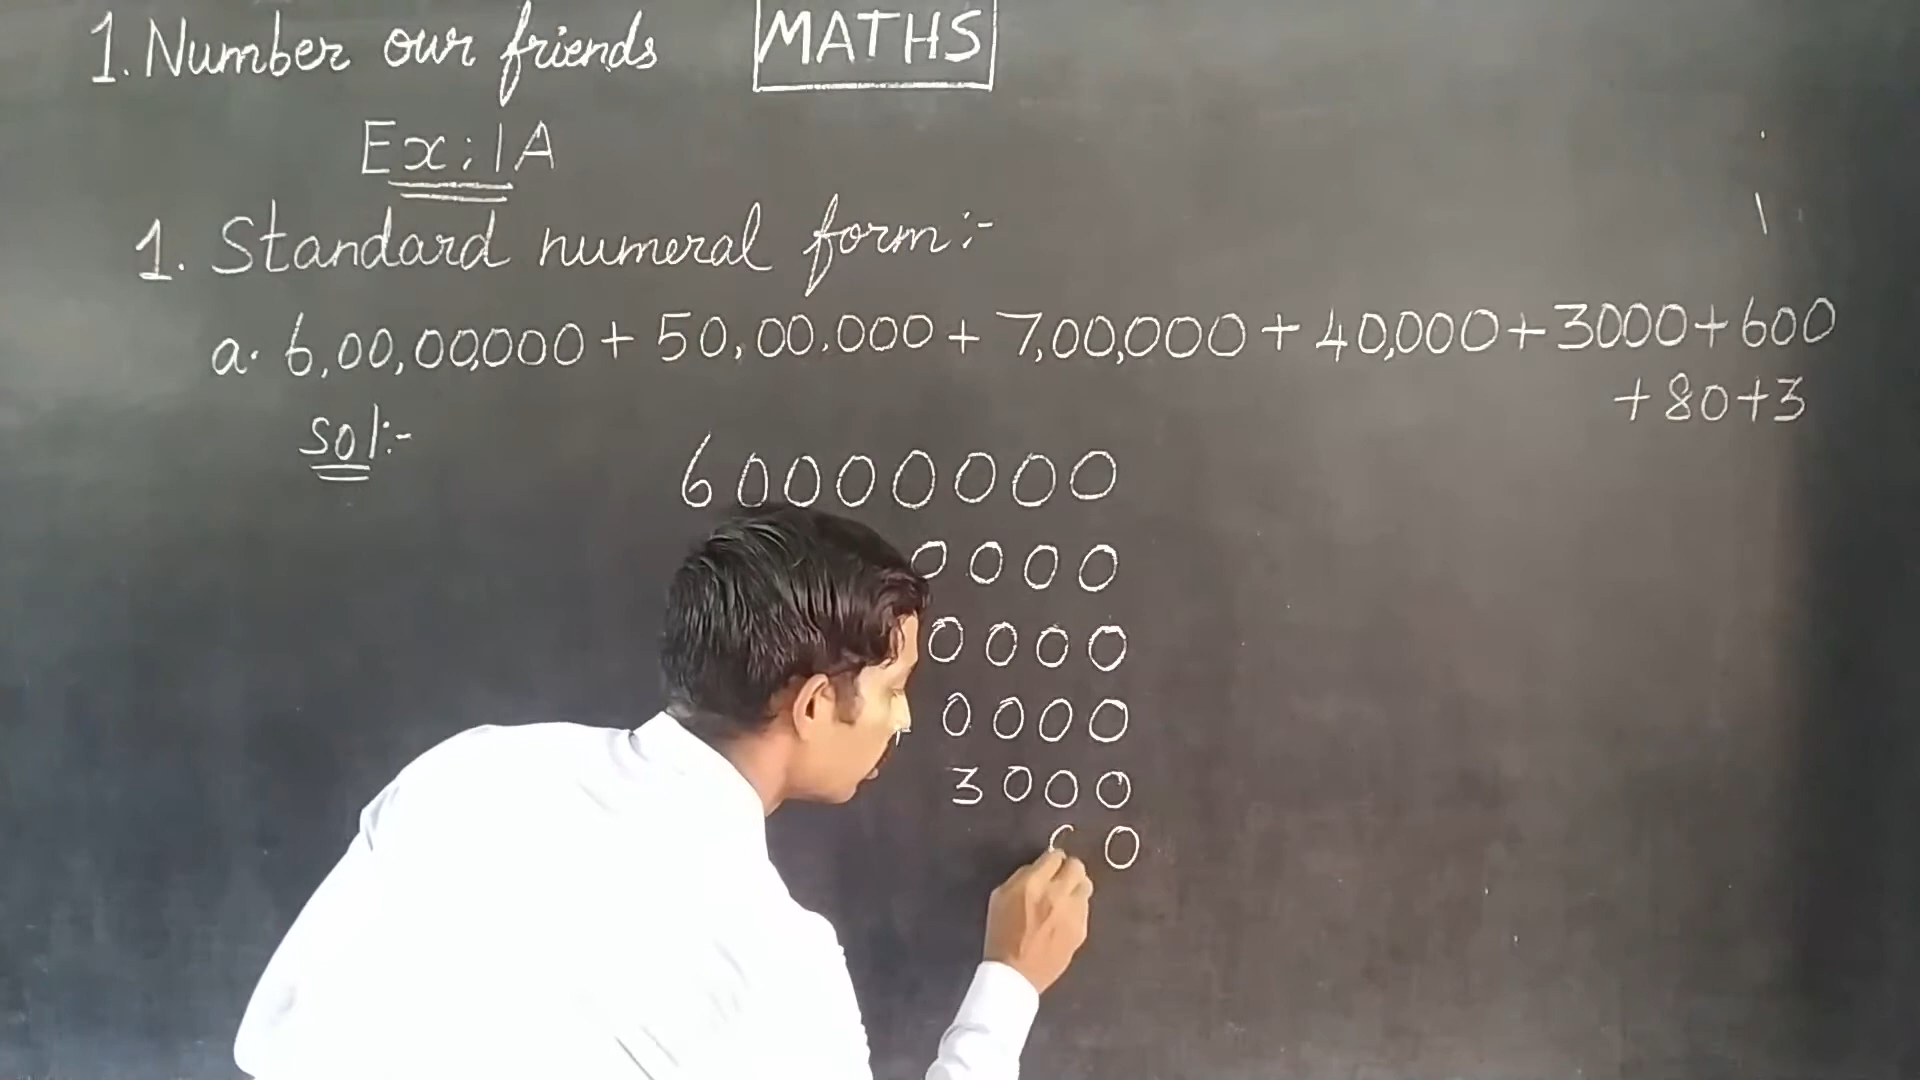 1. Number our friends MATHS
Ex:1A
1. Standard numeral form:-
a. 6,00,00,000 + 50,00,000 + 7,00,000 + 40,000 + 3000 + 600
+ 80 + 3
Sol:-
60000000
0000
0000
0000
3000
0